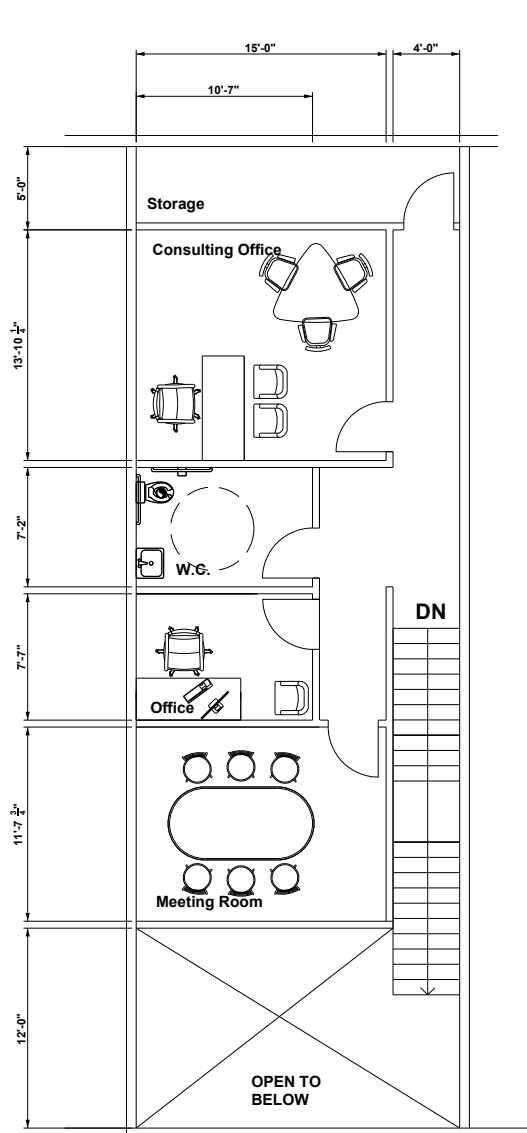 15'-0" 4'-0"
10'-7"
5'-0"
Storage
Consulting Office
13'-10 1/4"
7'-2"
W.C.
DN
7'-7"
Office
11'-7 3/4"
Meeting Room
12'-0"
OPEN TO
BELOW